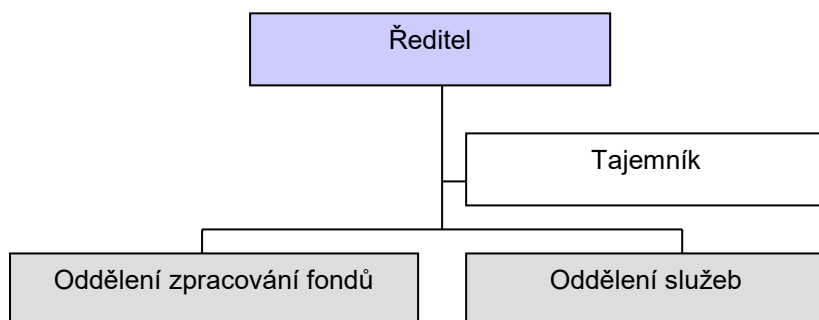 Ředitel
Tajemník
Oddělení zpracování fondů
Oddělení služeb